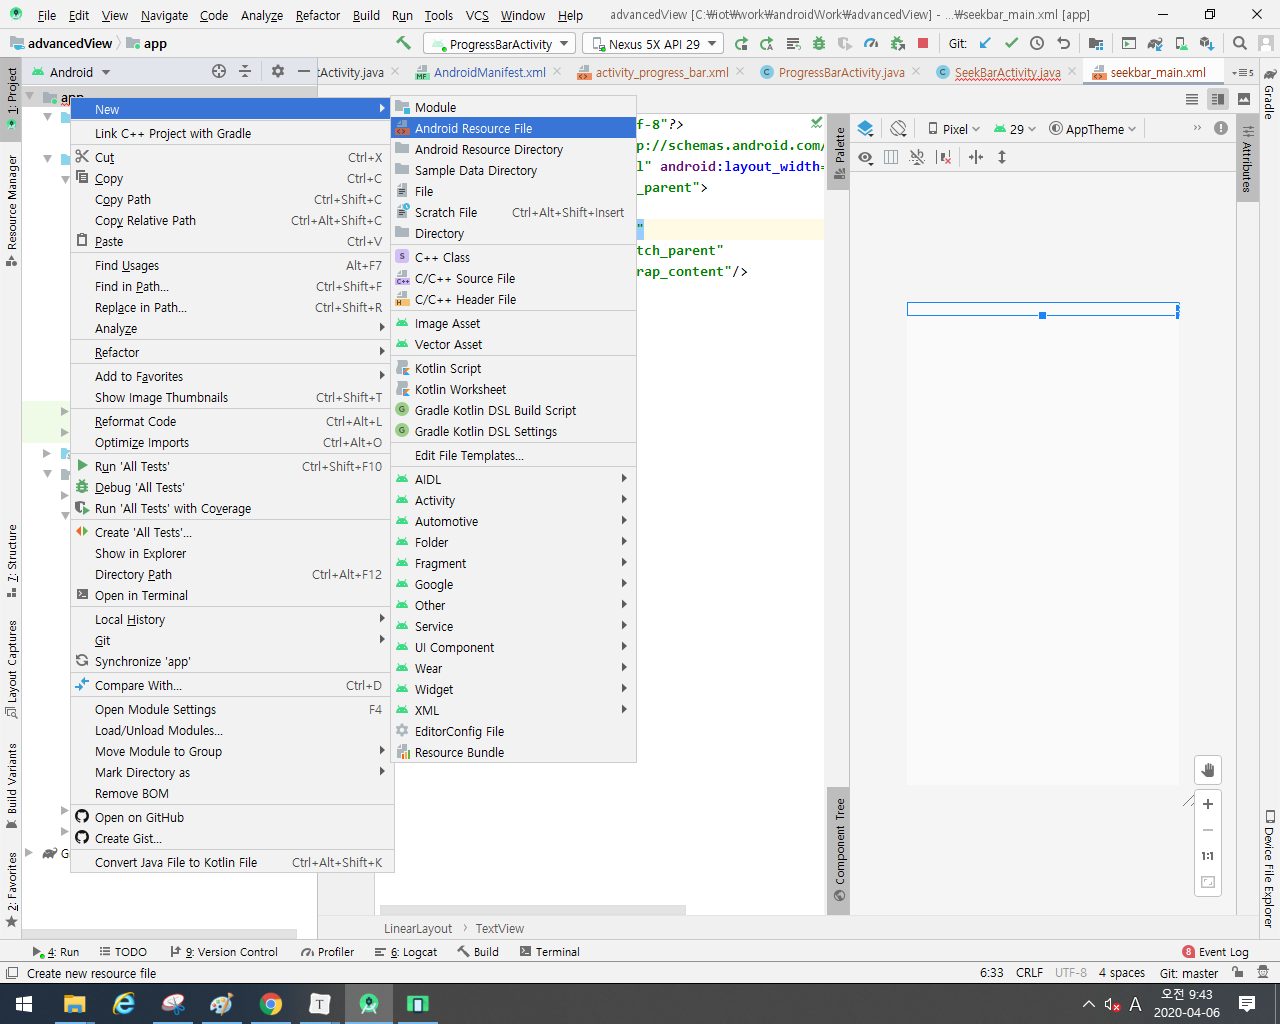 File Edit View Navigate Code Analyze Refactor Build Run Tools VCS Window Help advancedView [C:₩iot₩work₩androidWork₩advancedView] - ...₩seekbar_main.xml [app]
advancedView app ProgressBarActivity Nexus 5X API 29 Git:
Android tActivity.java AndroidManifest.xml activity_progress_bar.xml ProgressBarActivity.java SeekBarActivity.java seekbar_main.xml 5
1: Project
Resource Manager
7: Structure
Layout Captures
Build Variants
2: Favorites
app
New
Link C++ Project with Gradle
Cut Ctrl+X
Copy Ctrl+C
Copy Path Ctrl+Shift+C
Copy Relative Path Ctrl+Alt+Shift+C
Paste Ctrl+V
Find Usages Alt+F7
Find in Path... Ctrl+Shift+F
Replace in Path... Ctrl+Shift+R
Analyze
Refactor
Add to Favorites
Show Image Thumbnails Ctrl+Shift+T
Reformat Code Ctrl+Alt+L
Optimize Imports Ctrl+Alt+O
Run 'All Tests' Ctrl+Shift+F10
Debug 'All Tests'
Run 'All Tests' with Coverage
Create 'All Tests'...
Show in Explorer
Directory Path Ctrl+Alt+F12
Open in Terminal
Local History
Git
Synchronize 'app'
Compare With... Ctrl+D
Open Module Settings F4
Load/Unload Modules...
Move Module to Group
Mark Directory as
Remove BOM
Open on GitHub
Create Gist...
Convert Java File to Kotlin File Ctrl+Alt+Shift+K
G
Module
Android Resource File
Android Resource Directory
Sample Data Directory
File
Scratch File Ctrl+Alt+Shift+Insert
Directory
C++ Class
C/C++ Source File
C/C++ Header File
Image Asset
Vector Asset
Kotlin Script
Kotlin Worksheet
Gradle Kotlin DSL Build Script
Gradle Kotlin DSL Settings
Edit File Templates...
AIDL
Activity
Automotive
Folder
Fragment
Google
Other
Service
UI Component
Wear
Widget
XML
EditorConfig File
Resource Bundle
f-8"?>
p://schemas.android.com/
l" android:layout_width=
_parent">
"
tch_parent"
rap_content"/>
Palette
Component Tree
Pixel 29 AppTheme
1:1
Gradle
Attributes
Device File Explorer
LinearLayout TextView
4: Run TODO 9: Version Control Profiler 6: Logcat Build Terminal 8 Event Log
Create new resource file 6:33 CRLF UTF-8 4 spaces Git: master
T A 오전 9:43
2020-04-06